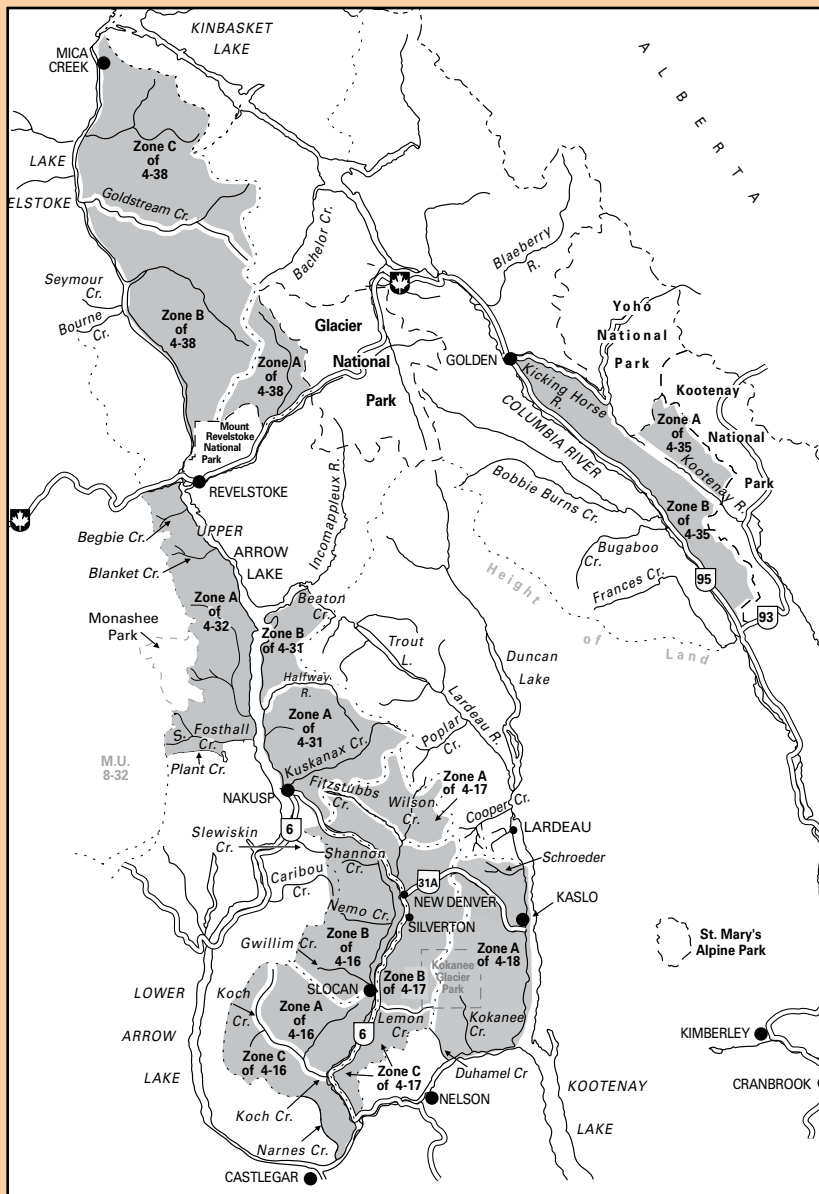 KINBASKET
LAKE
MICA
CREEK
ALBERTA
Zone C
of
4-38
LAKE
ELSTOKE
Goldstream Cr.
Bachelor Cr.
Blaeberry
R.
Seymour
Cr.
Bourne
Cr.
Zone B
of
4-38
Glacier
National
Park
Zone A
of
4-38
Yoho
National
Park
GOLDEN
Kicking Horse
R.
Kootenay
National
Park
Zone A
of
4-35
Kootenay R.
COLUMBIA RIVER
Mount
Revelstoke
National
Park
REVELSTOKE
Incomappleux R.
Bobbie Burns Cr.
Zone B
of
4-35
Begbie Cr.
UPPER
ARROW
LAKE
Blanket Cr.
Bugaboo
Cr.
Frances Cr.
95
93
Height
of
Land
Monashee
Park
Zone A
of
4-32
Beaton
Cr.
Zone B
of 4-31
Trout
L.
Duncan
Lake
Halfway
R.
Lardeau R.
Zone A
of
4-31
Poplar
Cr.
S. Fosthall
Cr.
Kuskanax Cr.
Plant Cr.
M.U.
8-32
Fitzstubbs
Cr.
Zone A
of 4-17
Wilson
Cr.
NAKUSP
Cooper Cr.
LARDEAU
6
Slewiskin
Cr.
Shannon
Cr.
Schroeder
31A
Caribou
Cr.
NEW DENVER
KASLO
Nemo Cr.
SILVERTON
Gwillim Cr.
Zone B
of
4-16
Zone A
of 4-18
St. Mary's
Alpine Park
Kokanee
Glacier
Park
SLOCAN
Zone B
of
4-17
LOWER
ARROW
LAKE
Koch
Cr.
Zone A
of
4-16
Lemon
Cr.
Kokanee
Cr.
6
KIMBERLEY
Zone C
of 4-16
Zone C
of 4-17
Duhamel Cr
KOOTENAY
LAKE
CRANBROOK
Koch Cr.
NELSON
Narnes Cr.
CASTLEGAR